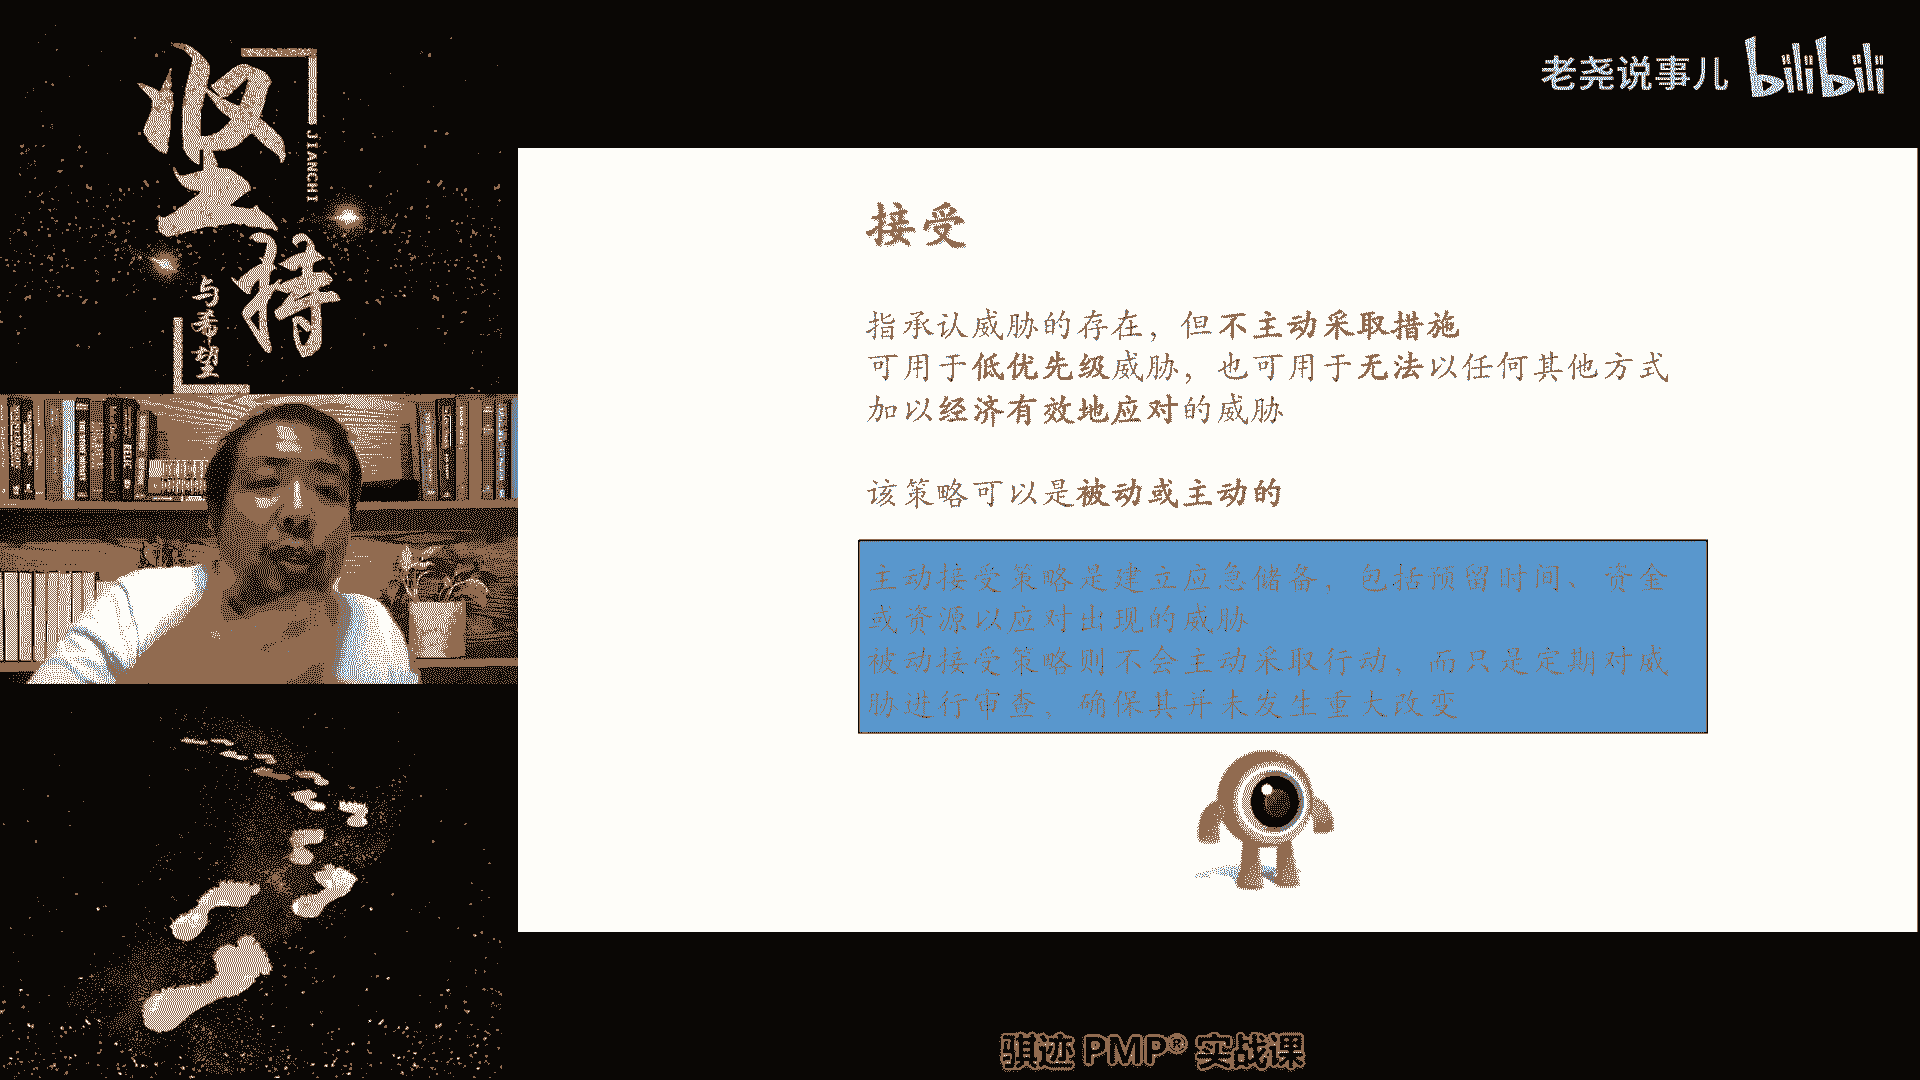 坚持
JIANCHI
与希望
老尧说事儿 bilibili
接受
指承认威胁的存在，但不主动采取措施
可用于低优先级威胁，也可用于无法以任何其他方式
加以经济有效地应对的威胁
该策略可以是被动或主动的
主动接受策略是建立应急储备，包括预留时间、资金
或资源以应对出现的威胁
被动接受策略则不会主动采取行动，而只是定期对威
胁进行审查，确保其并未发生重大改变
骐迹 PMP® 实战课